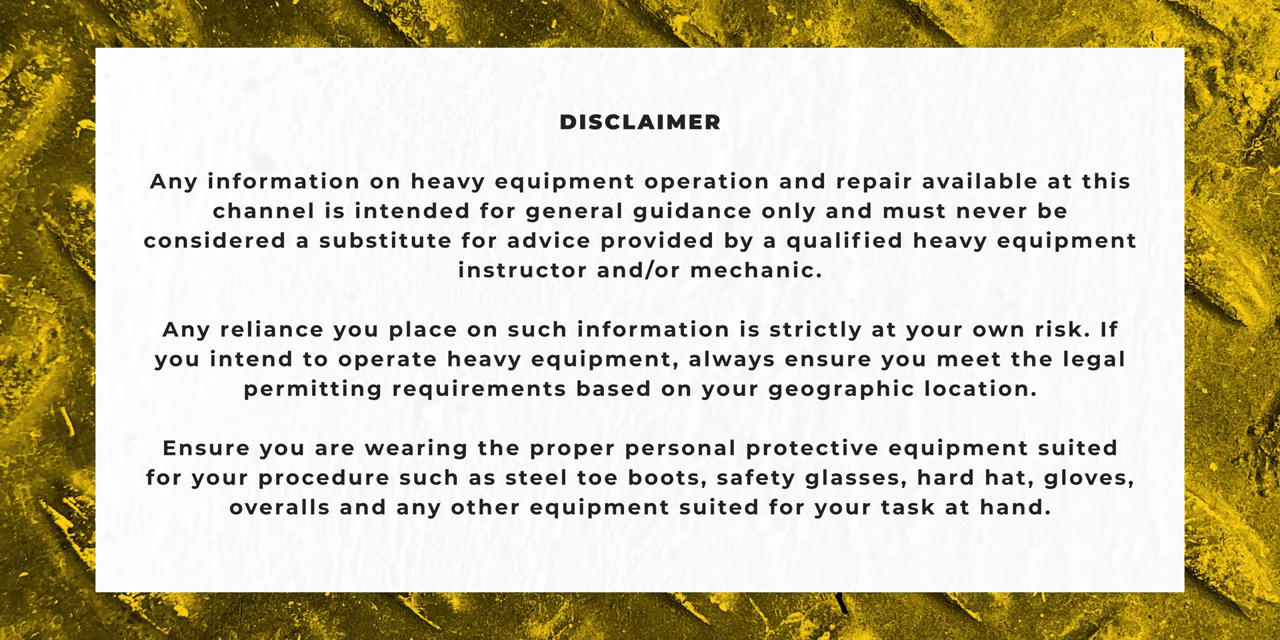 DISCLAIMER
Any information on heavy equipment operation and repair available at this
channel is intended for general guidance only and must never be
considered a substitute for advice provided by a qualified heavy equipment
instructor and/or mechanic.
Any reliance you place on such information is strictly at your own risk. If
you intend to operate heavy equipment, always ensure you meet the legal
permitting requirements based on your geographic location.
Ensure you are wearing the proper personal protective equipment suited
for your procedure such as steel toe boots, safety glasses, hard hat, gloves,
overalls and any other equipment suited for your task at hand.